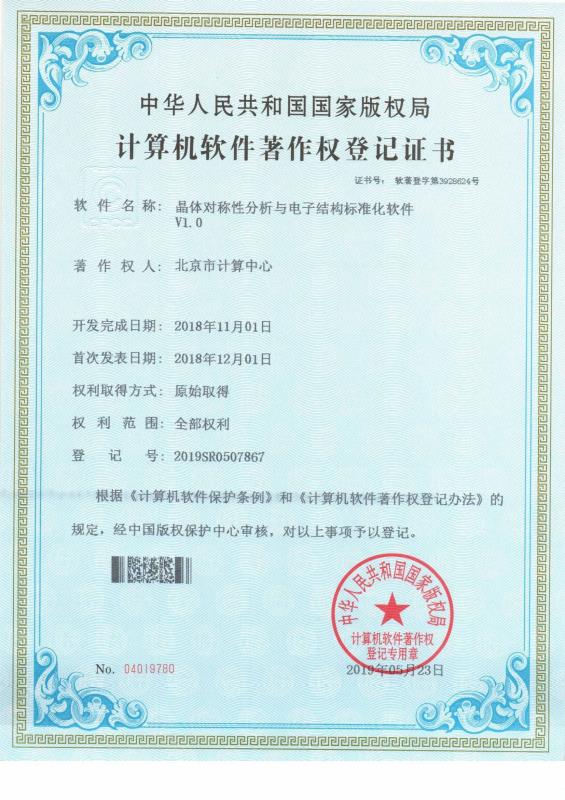 中华人民共和国国家版权局
计算机软件著作权登记证书
证书号： 软著登字第3928624号
软件名称： 晶体对称性分析与电子结构标准化软件
V1.0
著作权人： 北京市计算中心
开发完成日期： 2018年11月01日
首次发表日期： 2018年12月01日
权利取得方式： 原始取得
权利范围： 全部权利
登记号： 2019SR0507867
根据《计算机软件保护条例》和《计算机软件著作权登记办法》的
规定，经中国版权保护中心审核，对以上事项予以登记。
中华人民共和国国家版权局
计算机软件著作权
登记专用章
No. 04019780
2019年05月23日